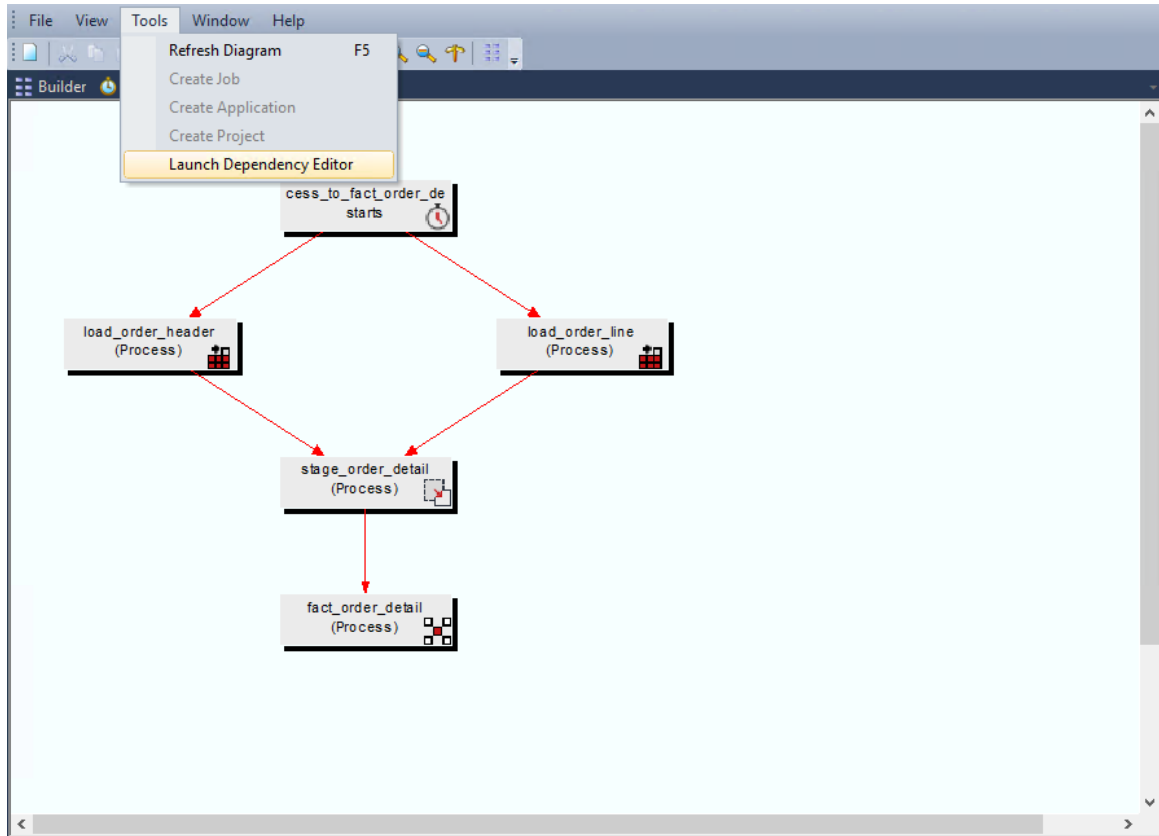 File View Tools Window Help
Refresh Diagram F5
Create Job
Create Application
Create Project
Launch Dependency Editor
Builder
cess_to_fact_order_de
starts
load_order_header
(Process)
load_order_line
(Process)
stage_order_detail
(Process)
fact_order_detail
(Process)